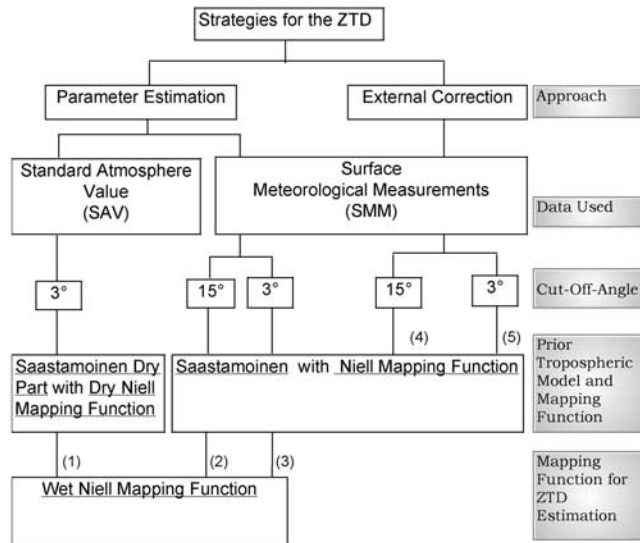 Strategies for the ZTD
Parameter Estimation
External Correction
Approach
Standard Atmosphere
Value
(SAV)
Surface
Meteorological Measurements
(SMM)
Data Used
3°
15°
3°
15°
3°
Cut-Off-Angle
(4)
(5)
Saastamoinen Dry
Part with Dry Niell
Mapping Function
Saastamoinen with Niell Mapping Function
Prior
Tropospheric
Model and
Mapping
Function
(1)
(2)
(3)
Wet Niell Mapping Function
Mapping
Function for
ZTD
Estimation